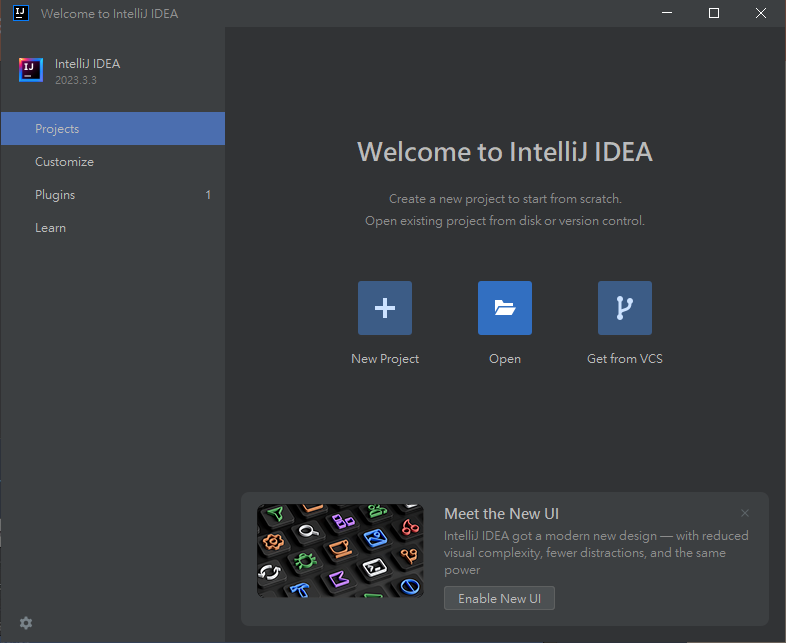 Welcome to IntelliJ IDEA
IntelliJ IDEA
2023.3.3
Projects
Customize
Plugins 1
Learn
Welcome to IntelliJ IDEA
Create a new project to start from scratch.
Open existing project from disk or version control.
New Project
Open
Get from VCS
Meet the New UI
IntelliJ IDEA got a modern new design — with reduced
visual complexity, fewer distractions, and the same
power
Enable New UI